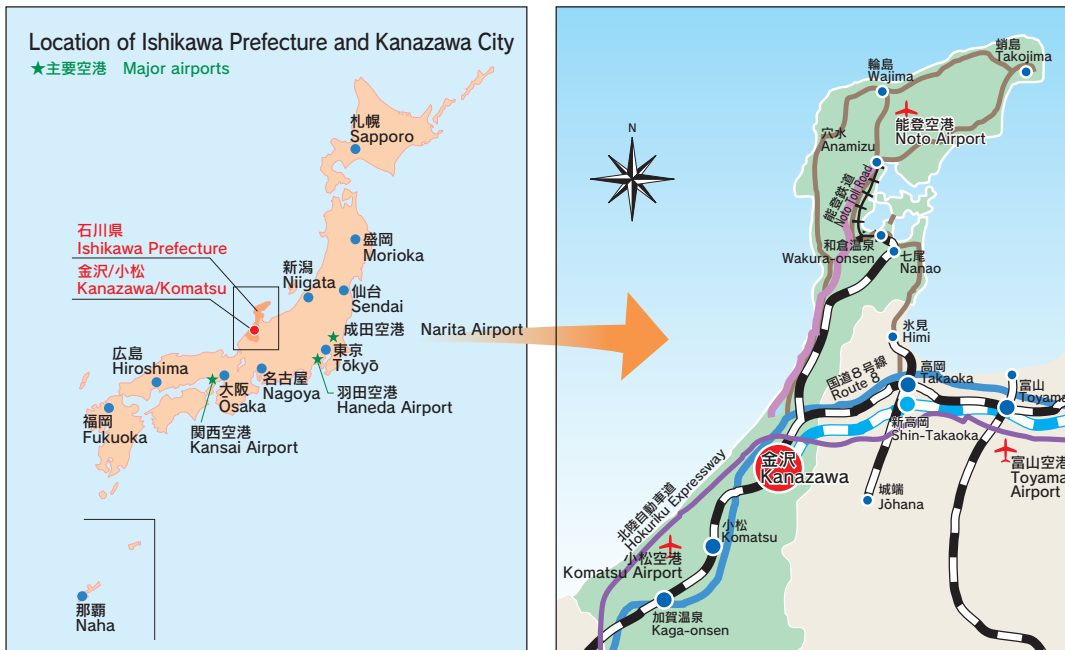 Location of Ishikawa Prefecture and Kanazawa City
★主要空港 Major airports
札幌
Sapporo
石川県
Ishikawa Prefecture
金沢/小松
Kanazawa/Komatsu
盛岡
Morioka
新潟
Niigata
仙台
Sendai
成田空港 Narita Airport
東京
Tōkyō
広島
Hiroshima
名古屋
Nagoya
大阪
Ōsaka
羽田空港
Haneda Airport
福岡
Fukuoka
関西空港
Kansai Airport
那覇
Naha
N
蛸島
Takojima
輪島
Wajima
能登空港
Noto Airport
穴水
Anamizu
能登鉄道
Noto Toll Road
和倉温泉
Wakura-onsen
七尾
Nanao
氷見
Himi
国道8号線
Route 8
高岡
Takaoka
富山
Toyama
新高岡
Shin-Takaoka
金沢
Kanazawa
富山空港
Toyama
Airport
城端
Jōhana
北陸自動車道
Hokuriku Expressway
小松
Komatsu
小松空港
Komatsu Airport
加賀温泉
Kaga-onsen